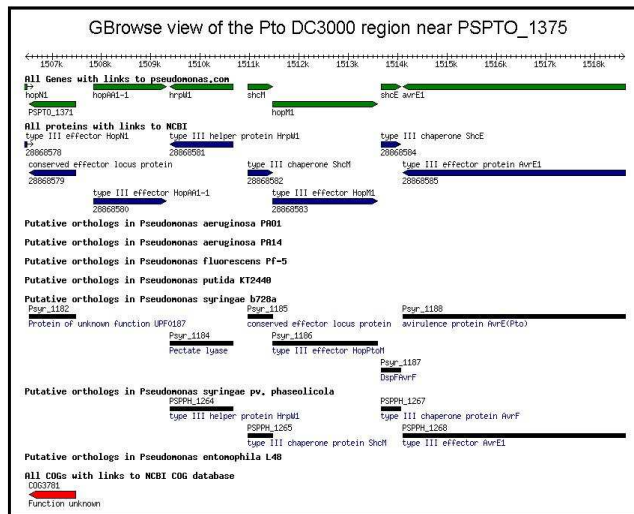 GBrowse view of the Pto DC3000 region near PSPTO_1375
1507k 1508k 1509k 1510k 1511k 1512k 1513k 1514k 1515k 1516k 1517k 1518k
All Genes with links to pseudomonas.com
hopN1 hopAA1-1 hrpW1 shcM shcE avrE1
PSPTO_1371 hopM1
All proteins with links to NCBI
type III effector HopN1 type III helper protein HrpW1 type III chaperone ShcE
28868578 28868581 28868584
conserved effector locus protein type III chaperone ShcM type III effector protein AvrE1
28868579 28868582 28868585
type III effector HopAA1-1 type III effector HopM1
28868580 28868583
Putative orthologs in Pseudomonas aeruginosa PAO1
Putative orthologs in Pseudomonas aeruginosa PA14
Putative orthologs in Pseudomonas fluorescens Pf-5
Putative orthologs in Pseudomonas putida KT2440
Putative orthologs in Pseudomonas syringae b728a
Psyr_1182 Psyr_1185 Psyr_1188
Protein of unknown function UPF0187 conserved effector locus protein avirulence protein AvrE(Pto)
Psyr_1184 Psyr_1186
Pectate lyase type III effector HopPtoM
Psyr_1187
DspFAvrF
Putative orthologs in Pseudomonas syringae pv. phaseolicola
PSPPH_1264 PSPPH_1267
type III helper protein HrpW1 type III chaperone protein AvrF
PSPPH_1265 PSPPH_1268
type III chaperone protein ShcM type III effector AvrE1
Putative orthologs in Pseudomonas entomophila L48
All COGs with links to NCBI COG database
COG3781
Function unknown